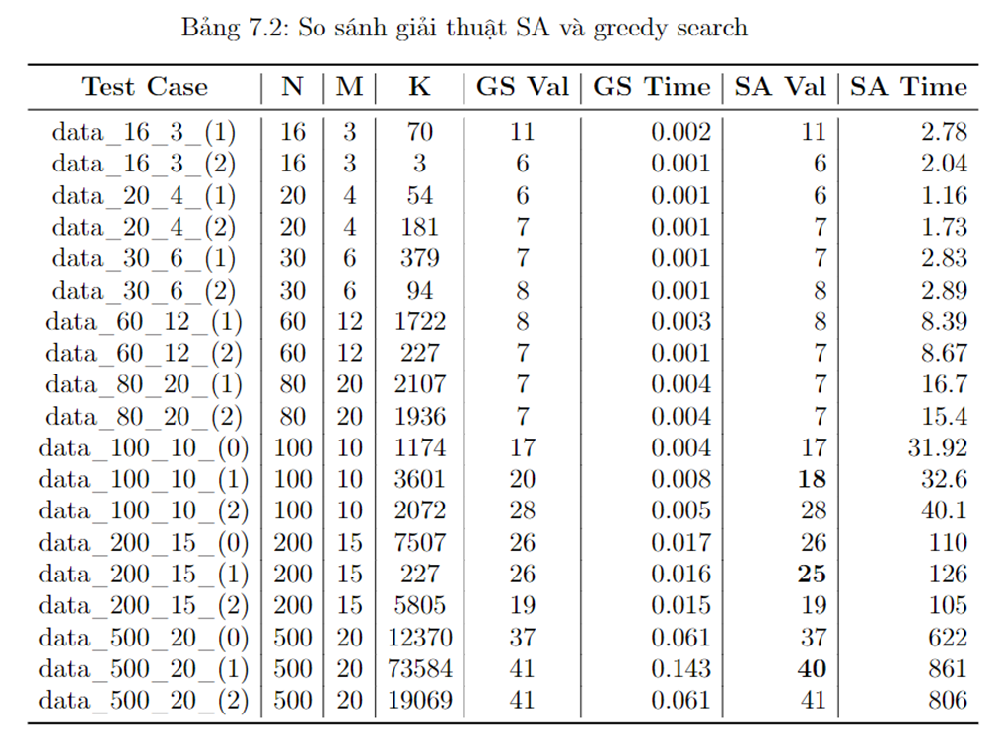 Bảng 7.2: So sánh giải thuật SA và greedy search
Test Case | N | M | K | GS Val | GS Time | SA Val | SA Time
data_16_3_(1) | 16 | 3 | 70 | 11 | 0.002 | 11 | 2.78
data_16_3_(2) | 16 | 3 | 3 | 6 | 0.001 | 6 | 2.04
data_20_4_(1) | 20 | 4 | 54 | 6 | 0.001 | 6 | 1.16
data_20_4_(2) | 20 | 4 | 181 | 7 | 0.001 | 7 | 1.73
data_30_6_(1) | 30 | 6 | 379 | 7 | 0.001 | 7 | 2.83
data_30_6_(2) | 30 | 6 | 94 | 8 | 0.001 | 8 | 2.89
data_60_12_(1) | 60 | 12 | 1722 | 8 | 0.003 | 8 | 8.39
data_60_12_(2) | 60 | 12 | 227 | 7 | 0.001 | 7 | 8.67
data_80_20_(1) | 80 | 20 | 2107 | 7 | 0.004 | 7 | 16.7
data_80_20_(2) | 80 | 20 | 1936 | 7 | 0.004 | 7 | 15.4
data_100_10_(0) | 100 | 10 | 1174 | 17 | 0.004 | 17 | 31.92
data_100_10_(1) | 100 | 10 | 3601 | 20 | 0.008 | 18 | 32.6
data_100_10_(2) | 100 | 10 | 2072 | 28 | 0.005 | 28 | 40.1
data_200_15_(0) | 200 | 15 | 7507 | 26 | 0.017 | 26 | 110
data_200_15_(1) | 200 | 15 | 227 | 26 | 0.016 | 25 | 126
data_200_15_(2) | 200 | 15 | 5805 | 19 | 0.015 | 19 | 105
data_500_20_(0) | 500 | 20 | 12370 | 37 | 0.061 | 37 | 622
data_500_20_(1) | 500 | 20 | 73584 | 41 | 0.143 | 40 | 861
data_500_20_(2) | 500 | 20 | 19069 | 41 | 0.061 | 41 | 806